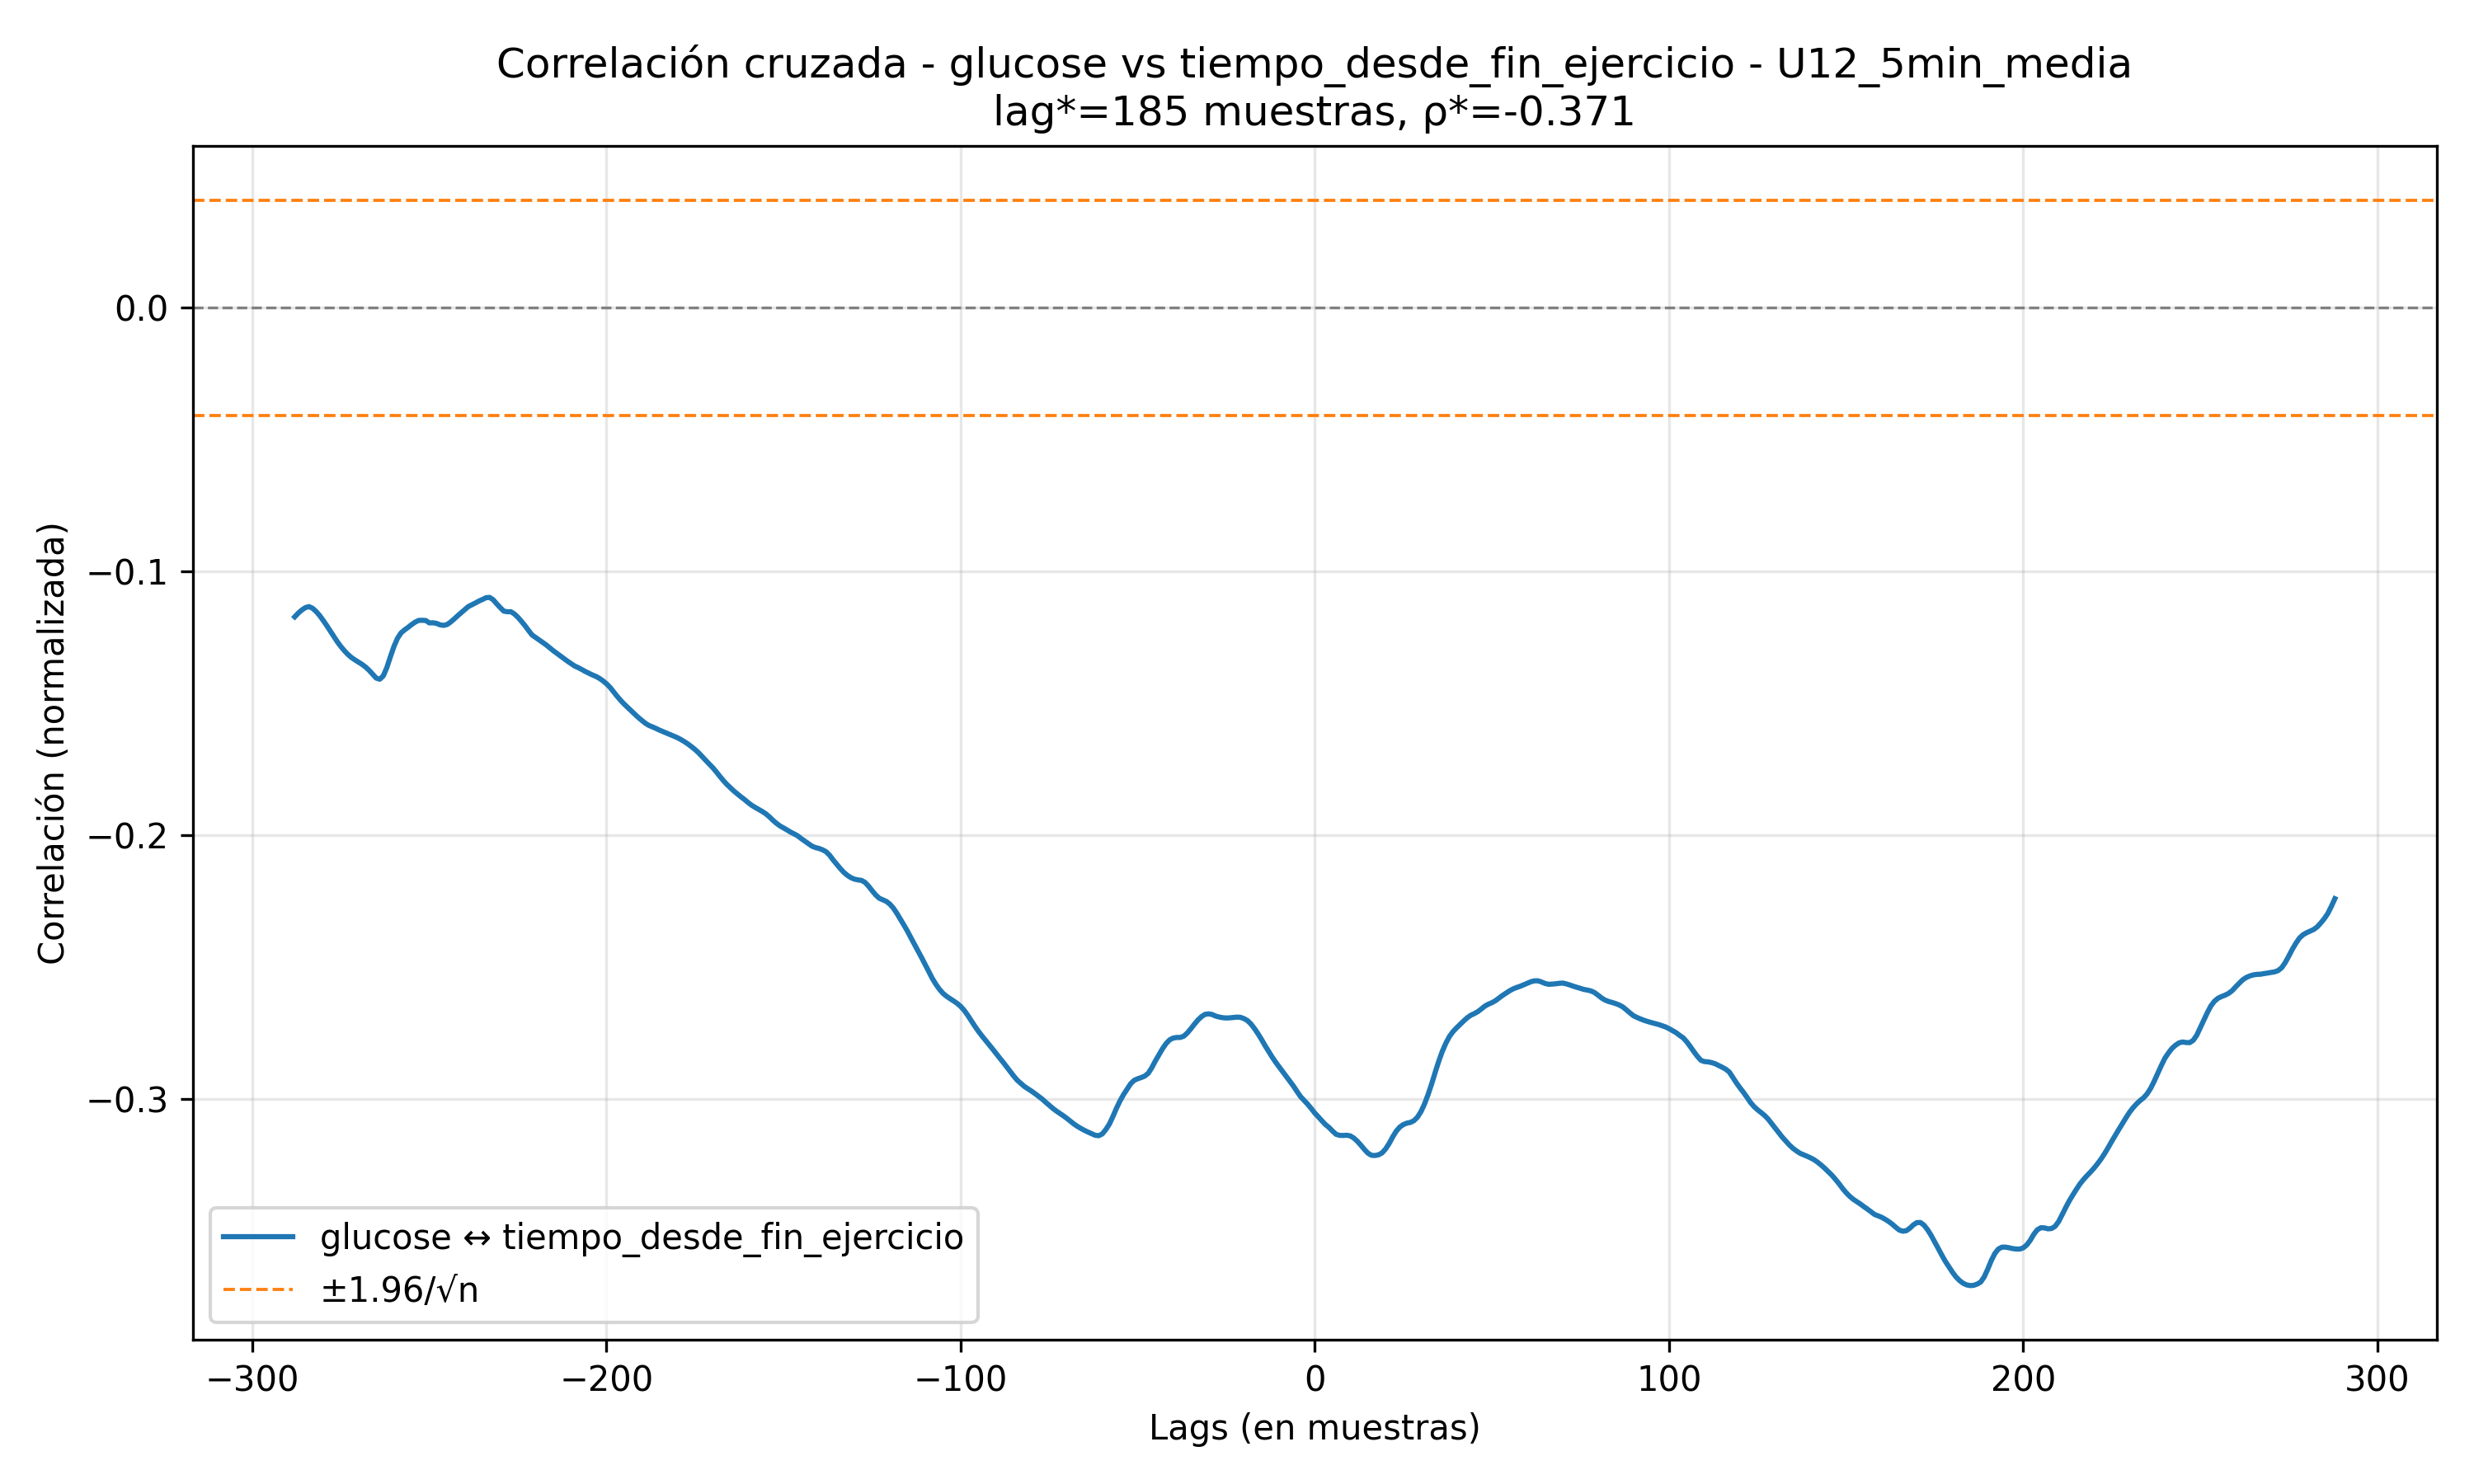 Correlación cruzada - glucose vs tiempo_desde_fin_ejercicio - U12_5min_media
lag*=185 muestras, ρ*=-0.371
Correlación (normalizada)
0.0
−0.1
−0.2
−0.3
glucose ↔ tiempo_desde_fin_ejercicio
±1.96/√n
−300
−200
−100
0
100
200
300
Lags (en muestras)